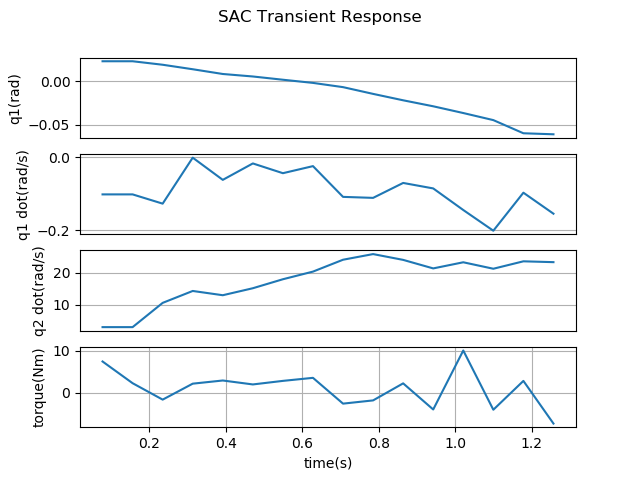 SAC Transient Response
q1(rad)
0.00
−0.05
q1 dot(rad/s)
0.0
−0.2
q2 dot(rad/s)
20
10
torque(Nm)
10
0
0.2 0.4 0.6 0.8 1.0 1.2
time(s)